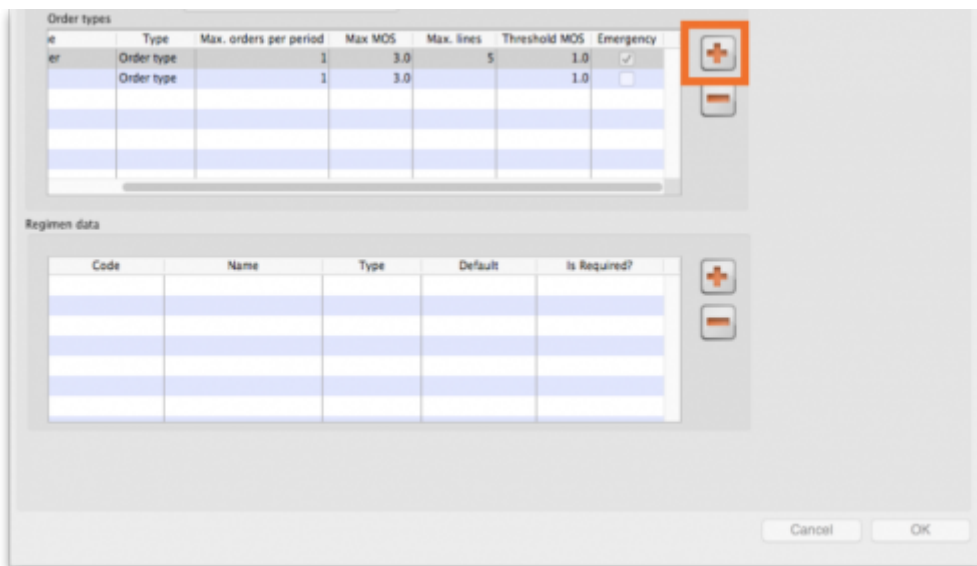 Order types
e Type Max. orders per period Max MOS Max. lines Threshold MOS Emergency
er Order type 1 3.0 5 1.0
Order type 1 3.0 1.0
Regimen data
Code Name Type Default Is Required?
Cancel OK